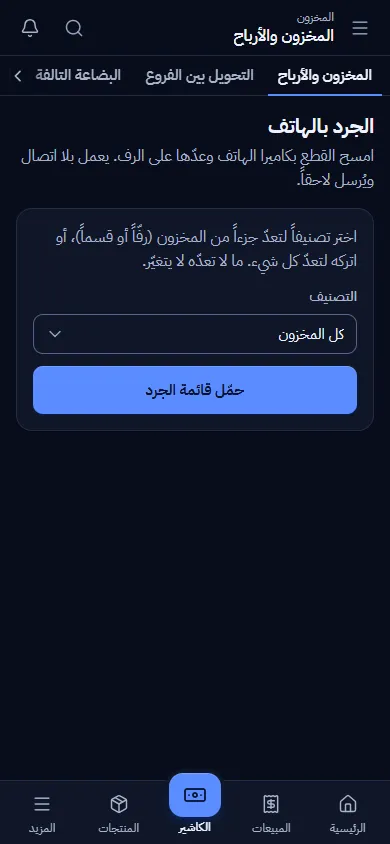 المخزون
المخزون والأرباح
المخزون والأرباح
التحويل بين الفروع
البضاعة التالفة
الجرد بالهاتف
امسح القطع بكاميرا الهاتف وعدّها على الرف. يعمل بلا اتصال
ويُرسل لاحقاً.
اختر تصنيفاً لتعدّ جزءاً من المخزون (رفّاً أو قسماً)، أو
اتركه لتعدّ كل شيء. ما لا تعدّه لا يتغيّر.
التصنيف
كل المخزون
حمّل قائمة الجرد
الرئيسية
المبيعات
الكاشير
المنتجات
المزيد